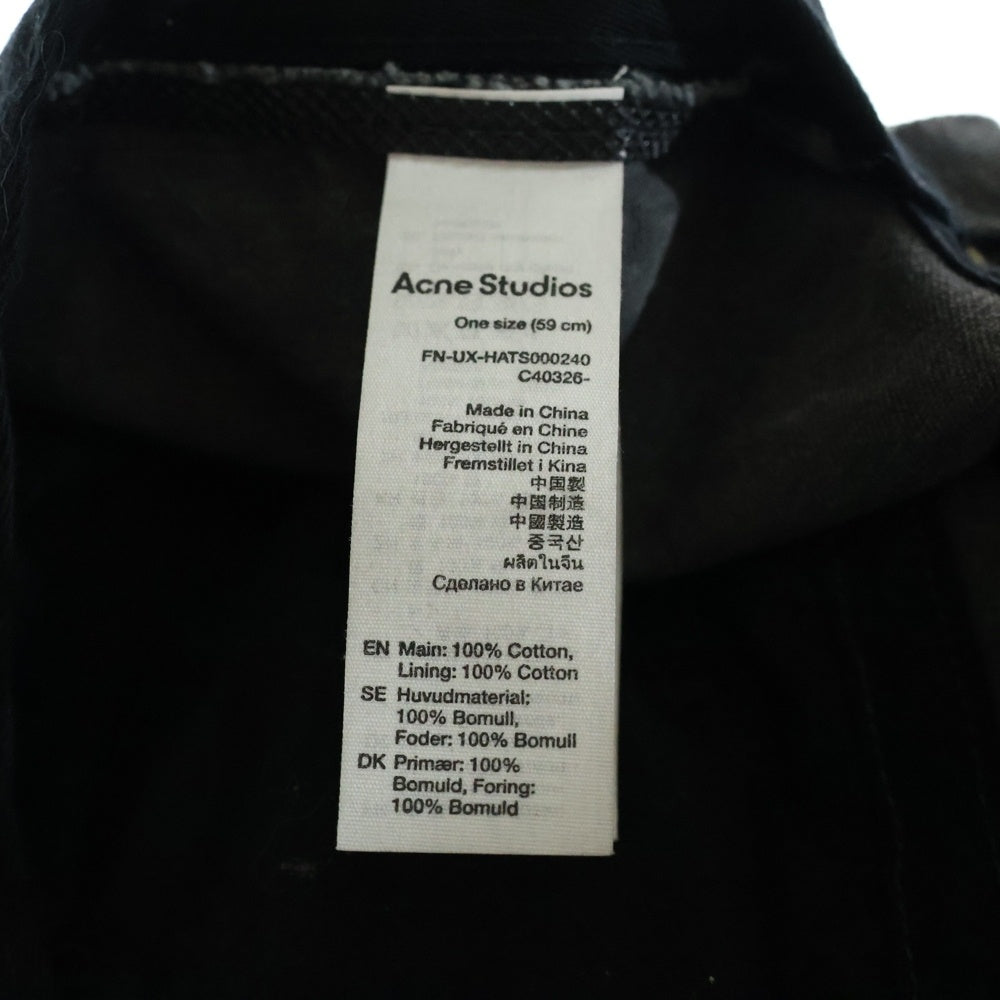 Acne Studios
One size (59 cm)
FN-UX-HATS000240
C40326-
Made in China
Fabriqué en Chine
Hergestellt in China
Fremstillet i Kina
中国製
中国制造
中國製造
중국산
ผลิตในจีน
Сделано в Китае
EN Main: 100% Cotton,
Lining: 100% Cotton
SE Huvudmaterial:
100% Bomull,
Foder: 100% Bomull
DK Primær: 100%
Bomuld, Foring:
100% Bomuld